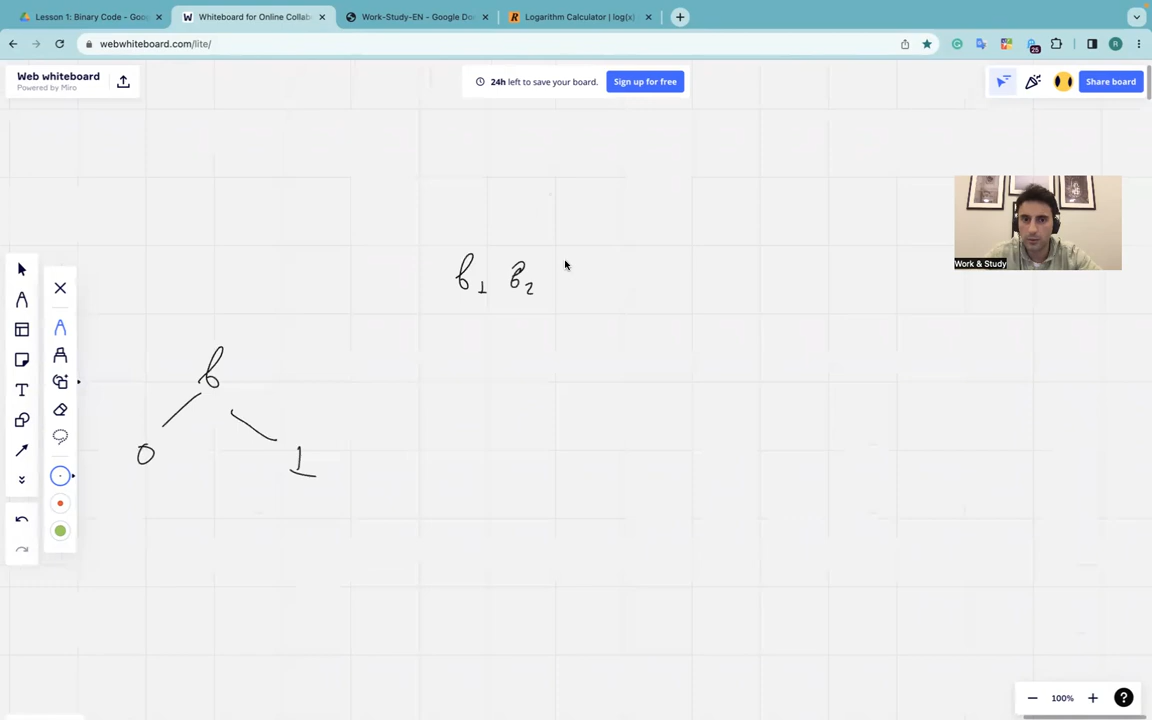 Lesson 1: Binary Code - Goo
Whiteboard for Online Collab
Work-Study-EN - Google Do
Logarithm Calculator | log(x)
webwhiteboard.com/lite/
25
R
Web whiteboard
Powered by Miro
24h left to save your board.
Sign up for free
Share board
Work & Study
b₁ b₂
b
0 1
T
100%
?